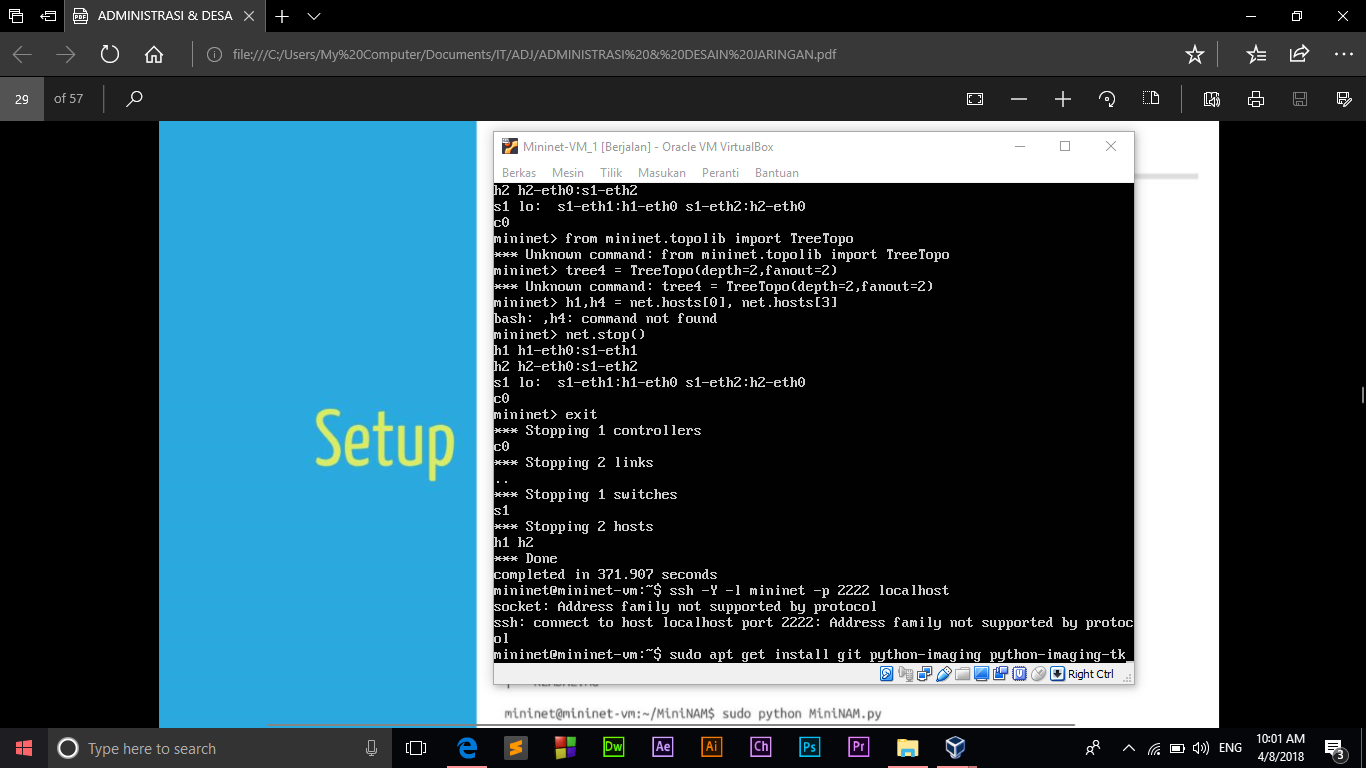 ADMINISTRASI & DESA
file:///C:/Users/My%20Computer/Documents/IT/ADJ/ADMINISTRASI%20&%20DESAIN%20JARINGAN.pdf
29 of 57
Mininet-VM_1 [Berjalan] - Oracle VM VirtualBox
Berkas Mesin Tilik Masukan Peranti Bantuan
h2 h2-eth0:s1-eth2
s1 lo:  s1-eth1:h1-eth0 s1-eth2:h2-eth0
c0
mininet> from mininet.topolib import TreeTopo
*** Unknown command: from mininet.topolib import TreeTopo
mininet> tree4 = TreeTopo(depth=2,fanout=2)
*** Unknown command: tree4 = TreeTopo(depth=2,fanout=2)
mininet> h1,h4 = net.hosts[0], net.hosts[3]
bash: ,h4: command not found
mininet> net.stop()
h1 h1-eth0:s1-eth1
h2 h2-eth0:s1-eth2
s1 lo:  s1-eth1:h1-eth0 s1-eth2:h2-eth0
c0
mininet> exit
*** Stopping 1 controllers
c0
*** Stopping 2 links
..
*** Stopping 1 switches
s1
*** Stopping 2 hosts
h1 h2
*** Done
completed in 371.907 seconds
mininet@mininet-vm:~$ ssh -Y -l mininet -p 2222 localhost
socket: Address family not supported by protocol
ssh: connect to host localhost port 2222: Address family not supported by protoc
ol
mininet@mininet-vm:~$ sudo apt get install git python-imaging python-imaging-tk
Right Ctrl
Setup
mininet@mininet-vm:~/MiniNAM$ sudo python MiniNAM.py
Type here to search
Dw Ae Ai Ch Ps Pr
ENG
10:01 AM
4/8/2018
3